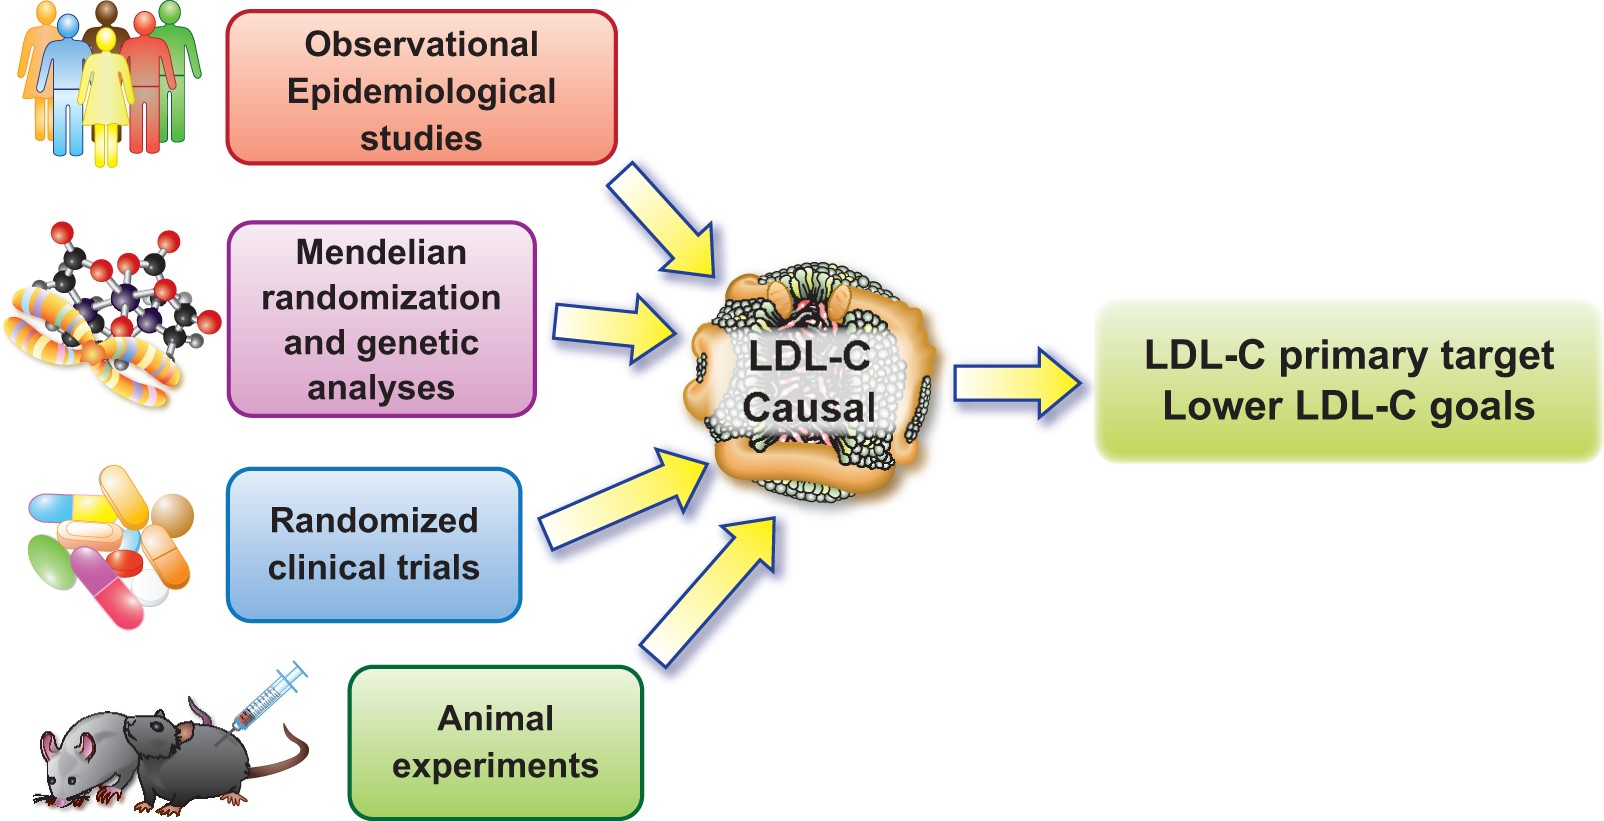 Observational
Epidemiological
studies
Mendelian
randomization
and genetic
analyses
Randomized
clinical trials
Animal
experiments
LDL-C
Causal
LDL-C primary target
Lower LDL-C goals